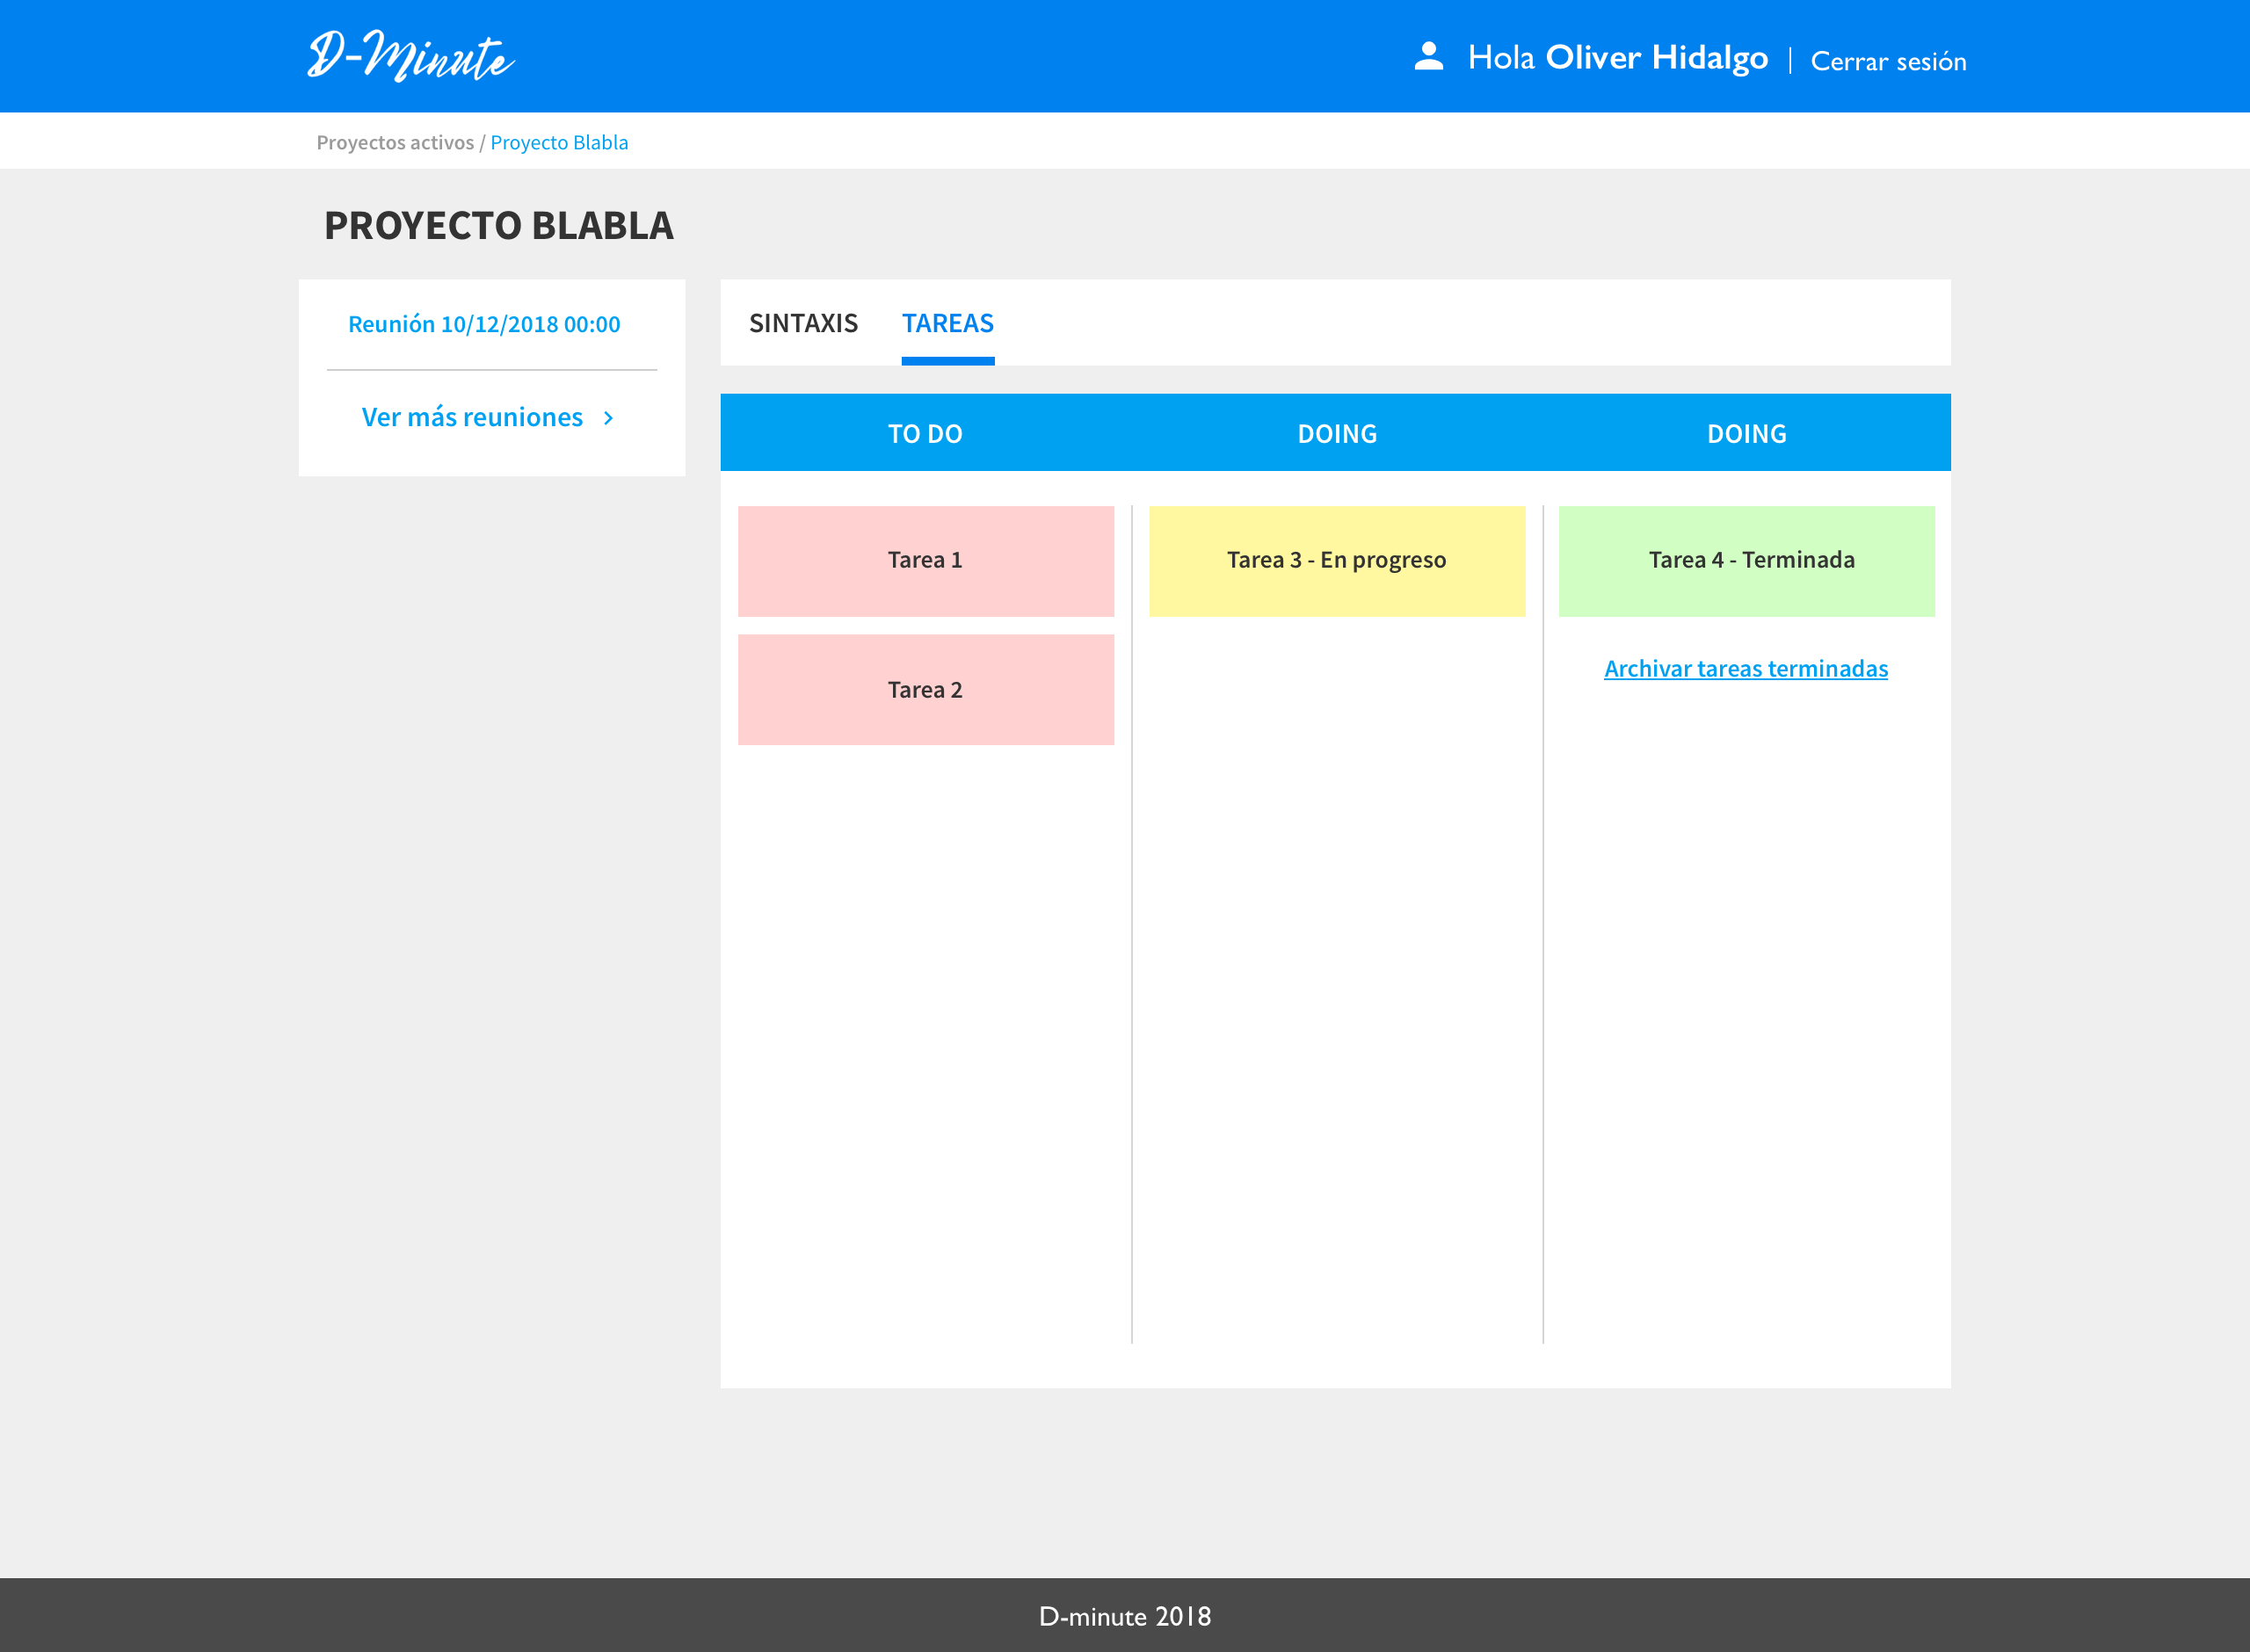 D-Minute
Hola Oliver Hidalgo | Cerrar sesión
Proyectos activos / Proyecto Blabla
PROYECTO BLABLA
Reunión 10/12/2018 00:00
Ver más reuniones >
SINTAXIS TAREAS
TO DO DOING DOING
Tarea 1 Tarea 3 - En progreso Tarea 4 - Terminada
Archivar tareas terminadas
Tarea 2
D-minute 2018